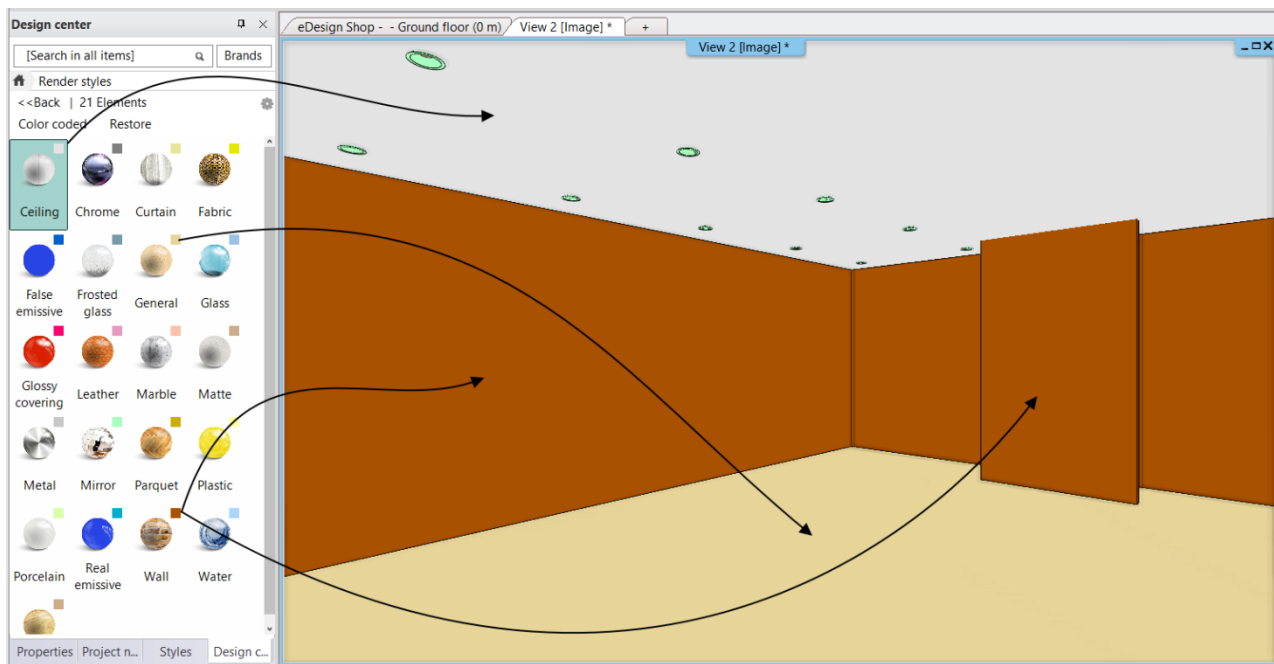 Design center
[Search in all items]
Brands
Render styles
<<Back | 21 Elements
Color coded Restore
Ceiling Chrome Curtain Fabric
False emissive Frosted glass General Glass
Glossy covering Leather Marble Matte
Metal Mirror Parquet Plastic
Porcelain Real emissive Wall Water
Properties Project n... Styles Design c...
eDesign Shop - - Ground floor (0 m) View 2 [Image] * +
View 2 [Image] *